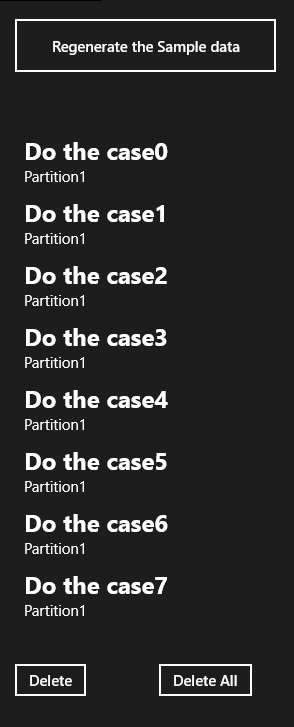 Regenerate the Sample data
Do the case0
Partition1
Do the case1
Partition1
Do the case2
Partition1
Do the case3
Partition1
Do the case4
Partition1
Do the case5
Partition1
Do the case6
Partition1
Do the case7
Partition1
Delete
Delete All